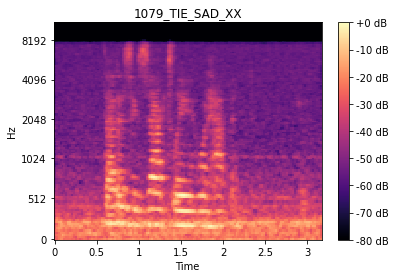 1079_TIE_SAD_XX
+0 dB
8192
-10 dB
4096
-20 dB
-30 dB
2048
Hz
-40 dB
1024
-50 dB
512
-60 dB
-70 dB
0
-80 dB
0 0.5 1 1.5 2 2.5 3
Time